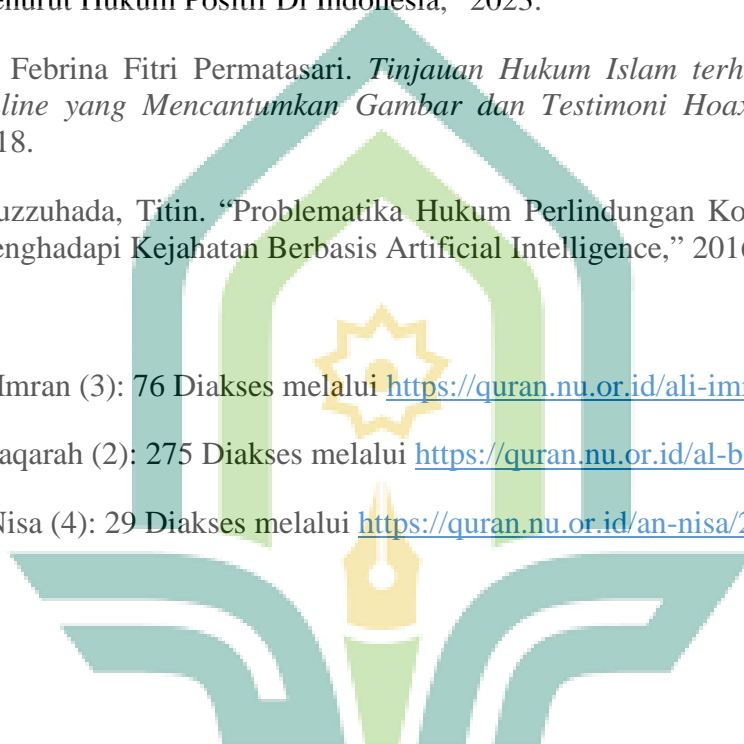 enurut Hukum Positif Di Indonesia,” 2023.
Febrina Fitri Permatasari. Tinjauan Hukum Islam terh
line yang Mencantumkan Gambar dan Testimoni Hoax
18.
uzzuhada, Titin. “Problematika Hukum Perlindungan Ko
enghadapi Kejahatan Berbasis Artificial Intelligence,” 2016
Imran (3): 76 Diakses melalui https://quran.nu.or.id/ali-im
aqarah (2): 275 Diakses melalui https://quran.nu.or.id/al-b
Nisa (4): 29 Diakses melalui https://quran.nu.or.id/an-nisa/2